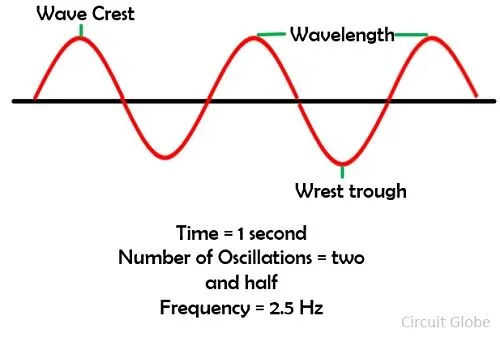 Wave Crest
Wavelength
Wrest trough
Time = 1 second
Number of Oscillations = two
and half
Frequency = 2.5 Hz
Circuit Globe